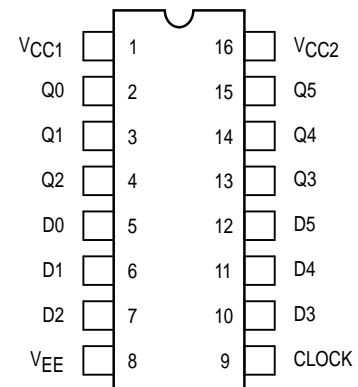 VCC1 1 16 VCC2
Q0 2 15 Q5
Q1 3 14 Q4
Q2 4 13 Q3
D0 5 12 D5
D1 6 11 D4
D2 7 10 D3
VEE 8 9 CLOCK